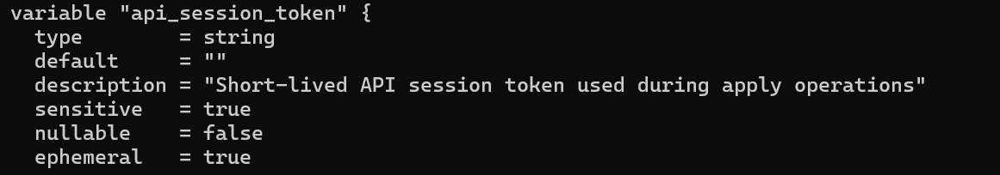 variable "api_session_token" {
  type        = string
  default     = ""
  description = "Short-lived API session token used during apply operations"
  sensitive   = true
  nullable    = false
  ephemeral   = true